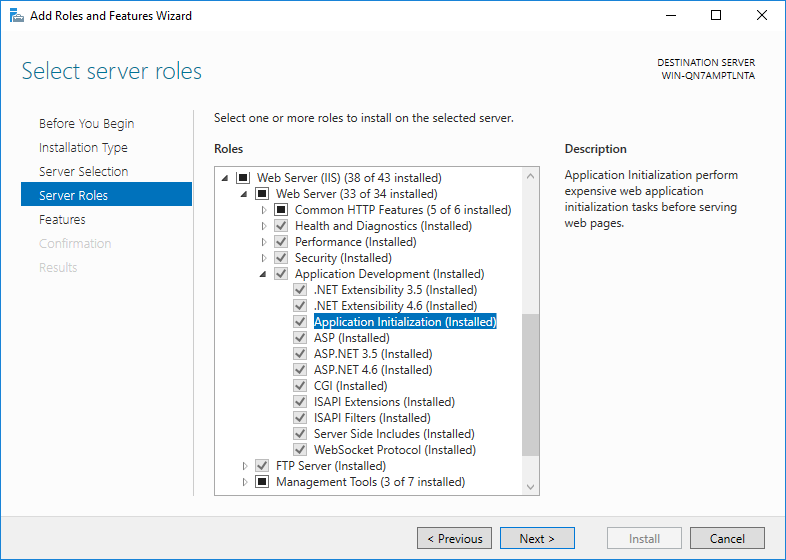 Add Roles and Features Wizard
Select server roles
DESTINATION SERVER
WIN-QN7AMPTLNTA
Before You Begin
Installation Type
Server Selection
Server Roles
Features
Confirmation
Results
Select one or more roles to install on the selected server.
Roles
Web Server (IIS) (38 of 43 installed)
Web Server (33 of 34 installed)
Common HTTP Features (5 of 6 installed)
Health and Diagnostics (Installed)
Performance (Installed)
Security (Installed)
Application Development (Installed)
.NET Extensibility 3.5 (Installed)
.NET Extensibility 4.6 (Installed)
Application Initialization (Installed)
ASP (Installed)
ASP.NET 3.5 (Installed)
ASP.NET 4.6 (Installed)
CGI (Installed)
ISAPI Extensions (Installed)
ISAPI Filters (Installed)
Server Side Includes (Installed)
WebSocket Protocol (Installed)
FTP Server (Installed)
Management Tools (3 of 7 installed)
Description
Application Initialization perform
expensive web application
initialization tasks before serving
web pages.
< Previous
Next >
Install
Cancel